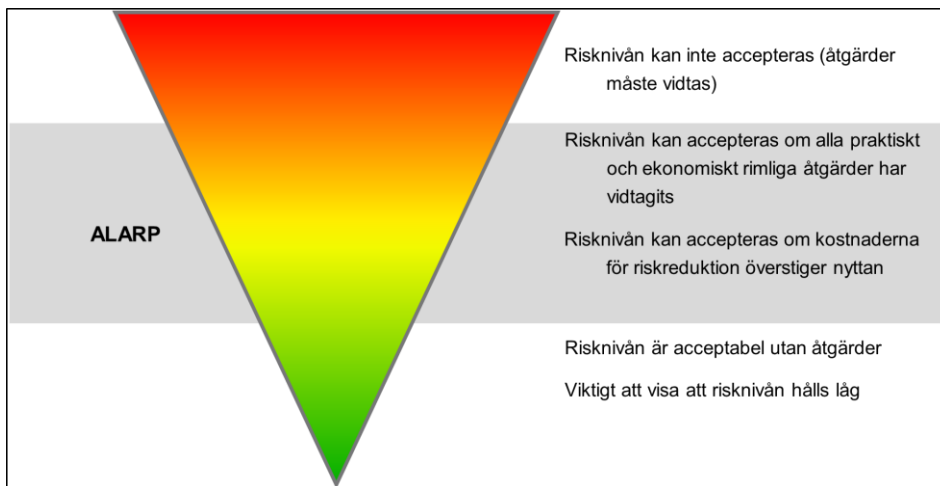 Risknivån kan inte accepteras (åtgärder
måste vidtas)
Risknivån kan accepteras om alla praktiskt
och ekonomiskt rimliga åtgärder har
vidtagits
ALARP
Risknivån kan accepteras om kostnaderna
för riskreduktion överstiger nyttan
Risknivån är acceptabel utan åtgärder
Viktigt att visa att risknivån hålls låg